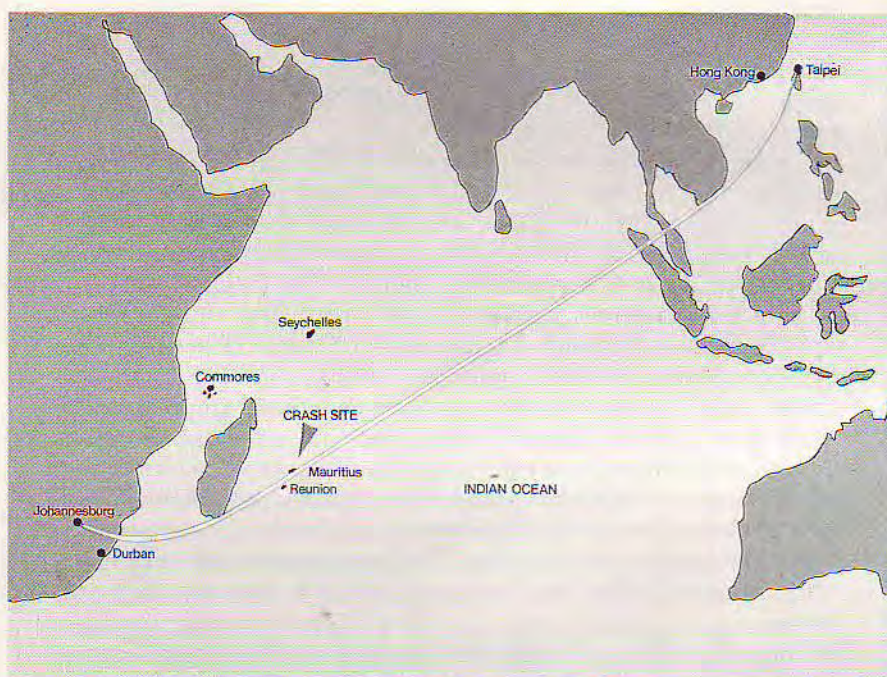 Hong Kong
Taipei
Seychelles
Commores
CRASH SITE
Mauritius
Reunion
INDIAN OCEAN
Johannesburg
Durban